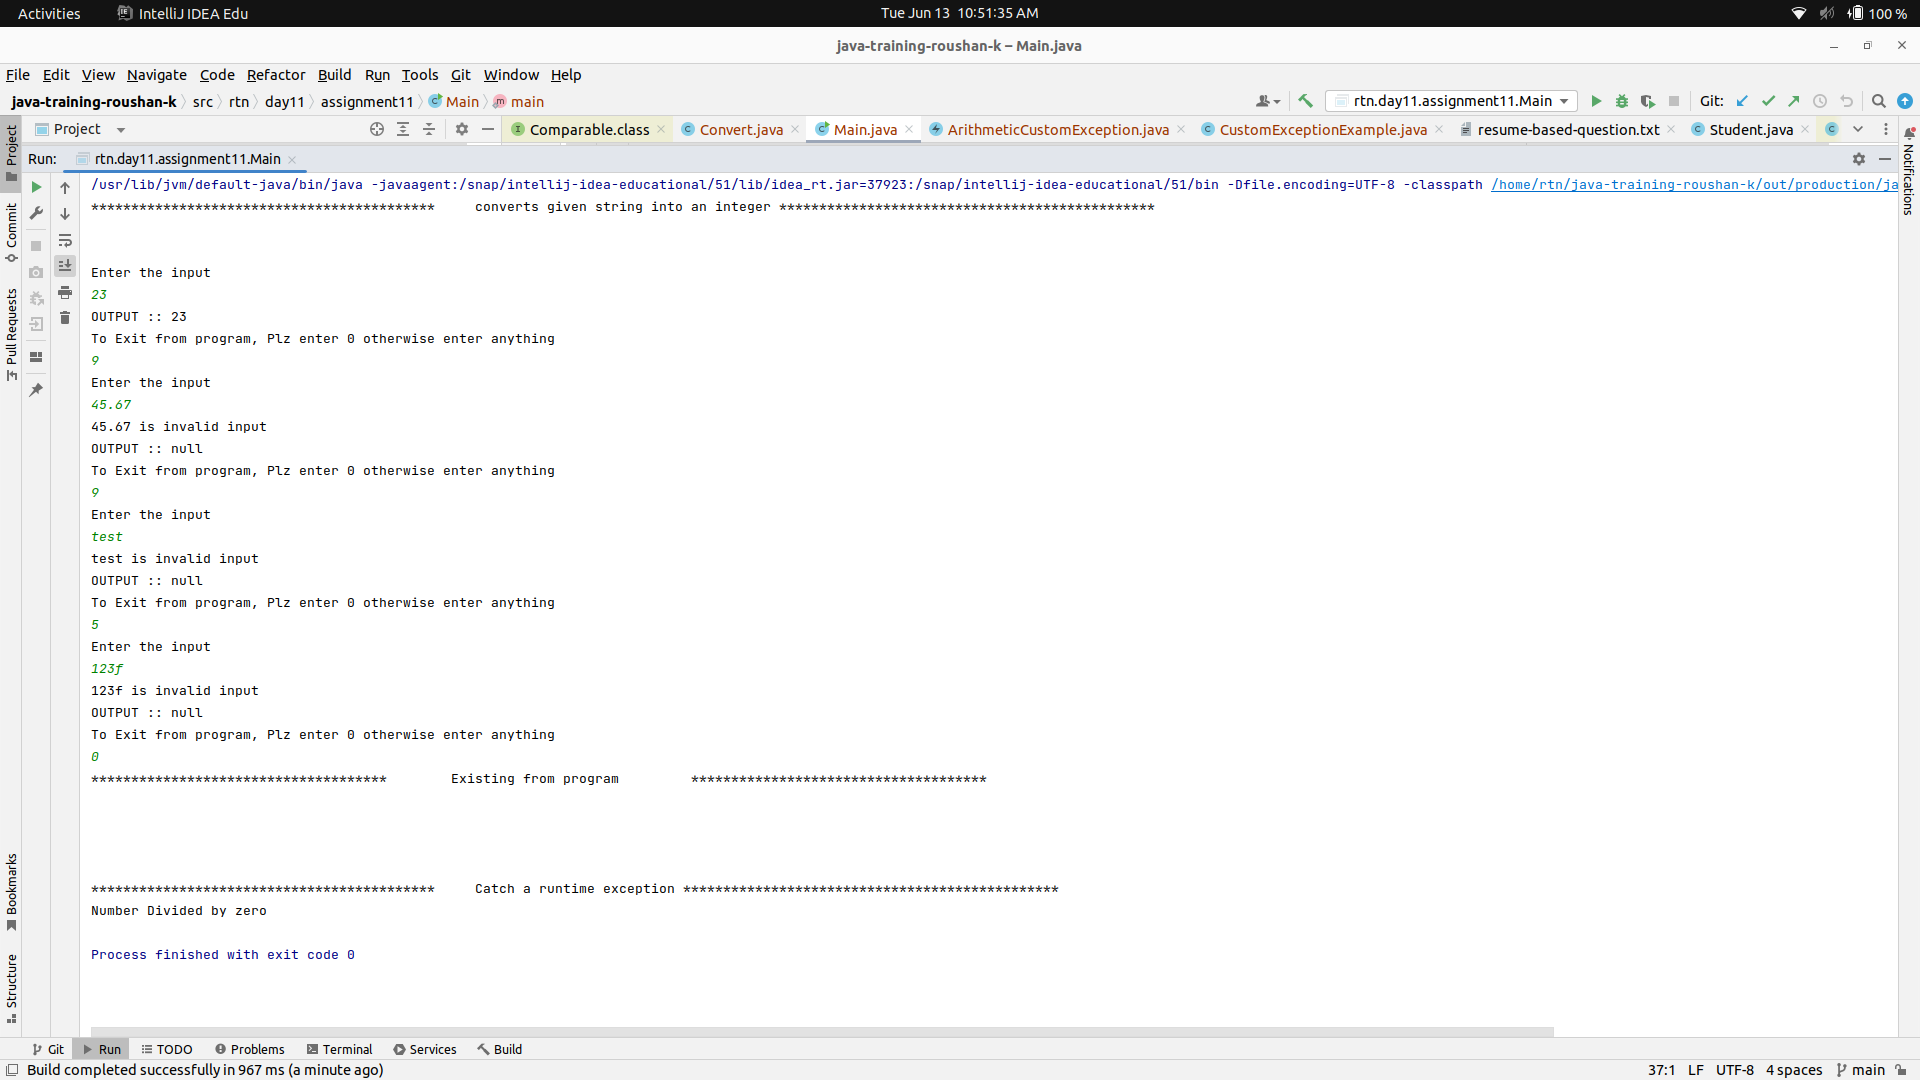 Activities IntelliJ IDEA Edu Tue Jun 13 10:51:35 AM 100 %
java-training-roushan-k – Main.java
File Edit View Navigate Code Refactor Build Run Tools Git Window Help
java-training-roushan-k src rtn day11 assignment11 Main main rtn.day11.assignment11.Main Git:
Project Comparable.class Convert.java Main.java ArithmeticCustomException.java CustomExceptionExample.java resume-based-question.txt Student.java
Run: rtn.day11.assignment11.Main
/usr/lib/jvm/default-java/bin/java -javaagent:/snap/intellij-idea-educational/51/lib/idea_rt.jar=37923:/snap/intellij-idea-educational/51/bin -Dfile.encoding=UTF-8 -classpath /home/rtn/java-training-roushan-k/out/production/ja
******************************************* converts given string into an integer ***********************************************
Enter the input
23
OUTPUT :: 23
To Exit from program, Plz enter 0 otherwise enter anything
9
Enter the input
45.67
45.67 is invalid input
OUTPUT :: null
To Exit from program, Plz enter 0 otherwise enter anything
9
Enter the input
test
test is invalid input
OUTPUT :: null
To Exit from program, Plz enter 0 otherwise enter anything
5
Enter the input
123f
123f is invalid input
OUTPUT :: null
To Exit from program, Plz enter 0 otherwise enter anything
0
************************************* Existing from program *************************************
******************************************* Catch a runtime exception ***********************************************
Number Divided by zero
Process finished with exit code 0
Project
Commit
Pull Requests
Bookmarks
Structure
Notifications
Git Run TODO Problems Terminal Services Build
Build completed successfully in 967 ms (a minute ago) 37:1 LF UTF-8 4 spaces main